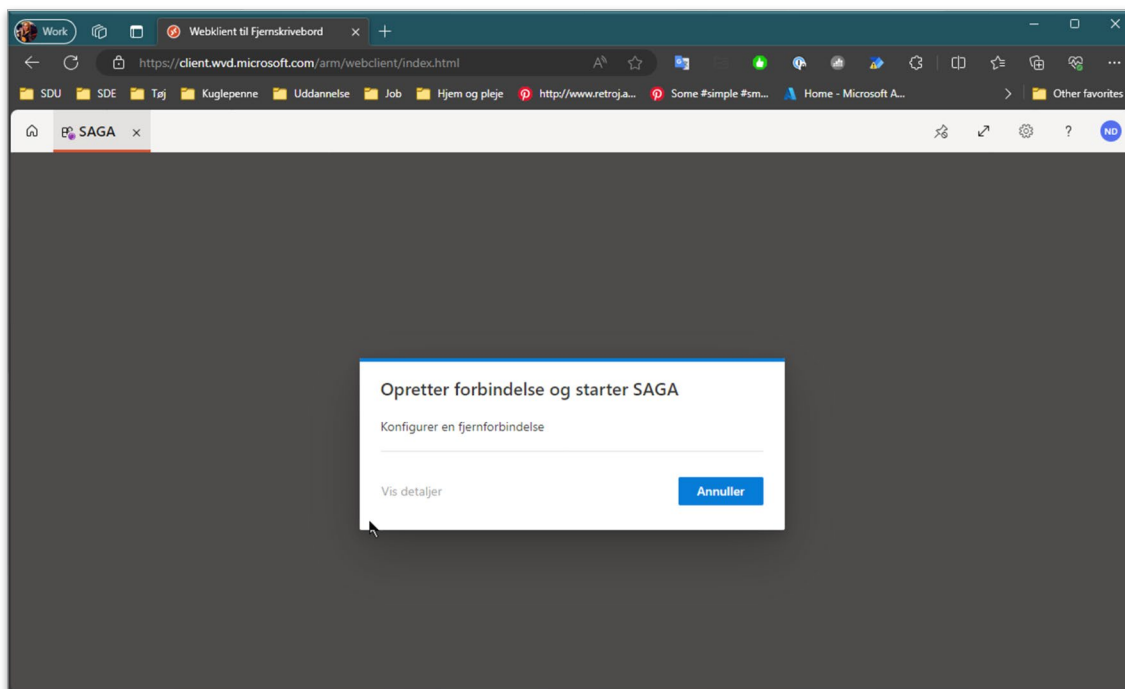 Work
Webklient til Fjernskrivebord
https://client.wvd.microsoft.com/arm/webclient/index.html
SDU SDE Tøj Kuglepenne Uddannelse Job Hjem og pleje http://www.retroj.a... Some #simple #sm... Home - Microsoft A... Other favorites
SAGA
? ND
Opretter forbindelse og starter SAGA
Konfigurer en fjernforbindelse
Vis detaljer
Annuller